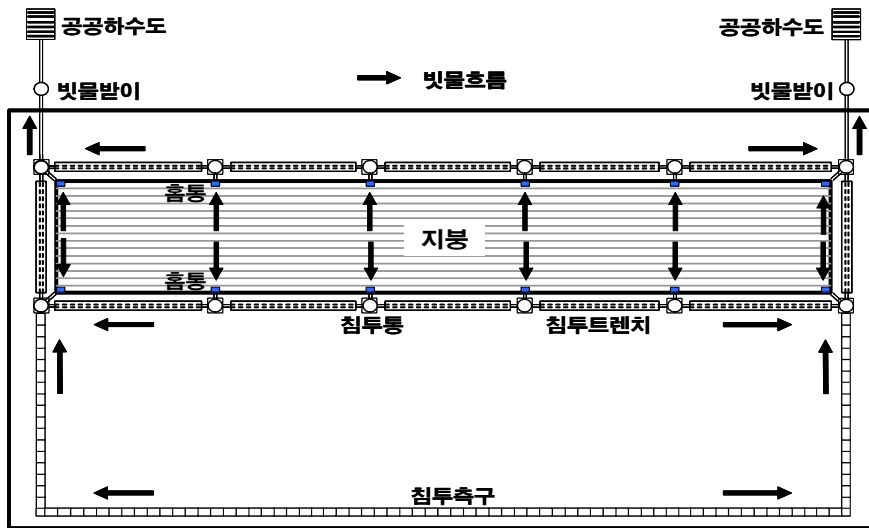 공공하수도
공공하수도
빗물흐름
빗물받이
빗물받이
홈통
지붕
홈통
침투통
침투트렌치
침투측구